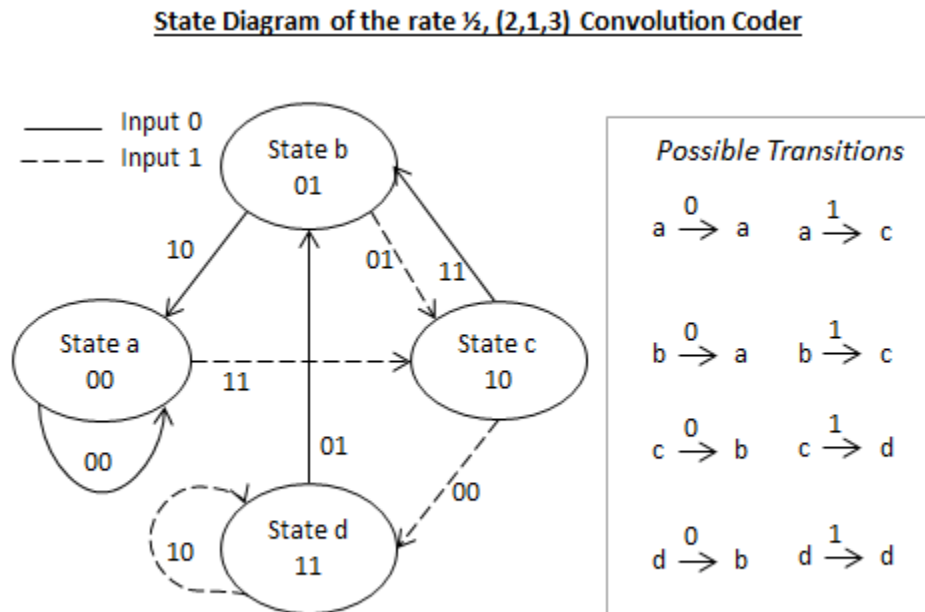 State Diagram of the rate ½, (2,1,3) Convolution Coder
Input 0
Input 1
State b
01
10
01
11
State a
00
11
State c
10
00
01
00
State d
11
10
Possible Transitions
0 1
a → a a → c
0 1
b → a b → c
0 1
c → b c → d
0 1
d → b d → d